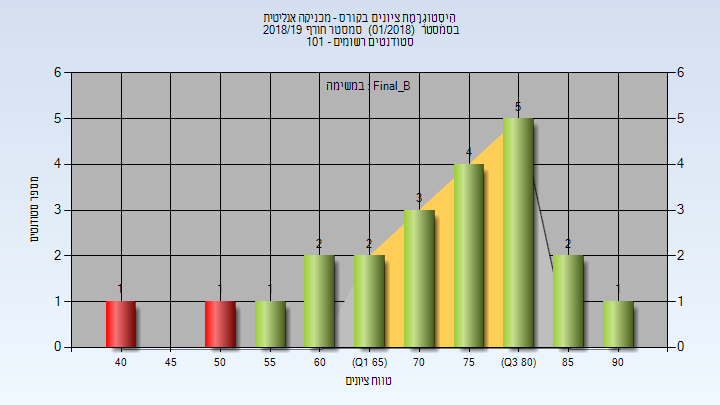 היסטוגרמת ציונים בקורס - מכניקה אנליטית
בסמסטר (01/2018) סמסטר חורף 2018/19
סטודנטים רשומים - 101
במשימה : Final_B
6 6
5 5
4 4
3 3
2 2
1 1
0 0
מספר סטודנטים
1 1 1 2 2 3 4 5 2 1
40 45 50 55 60 (Q1 65) 70 75 (Q3 80) 85 90
טווח ציונים